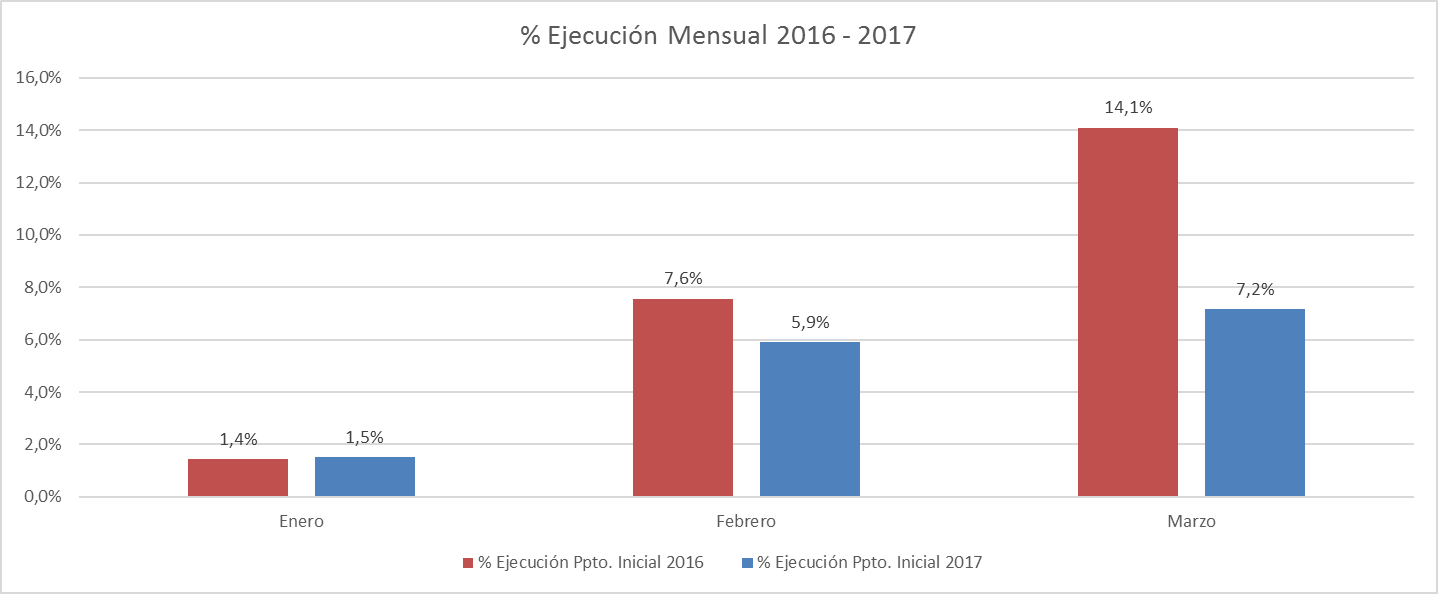 % Ejecución Mensual 2016 - 2017
16,0%
14,0%
12,0%
10,0%
8,0%
6,0%
4,0%
2,0%
0,0%
1,4%
1,5%
7,6%
5,9%
14,1%
7,2%
Enero
Febrero
Marzo
% Ejecución Ppto. Inicial 2016
% Ejecución Ppto. Inicial 2017